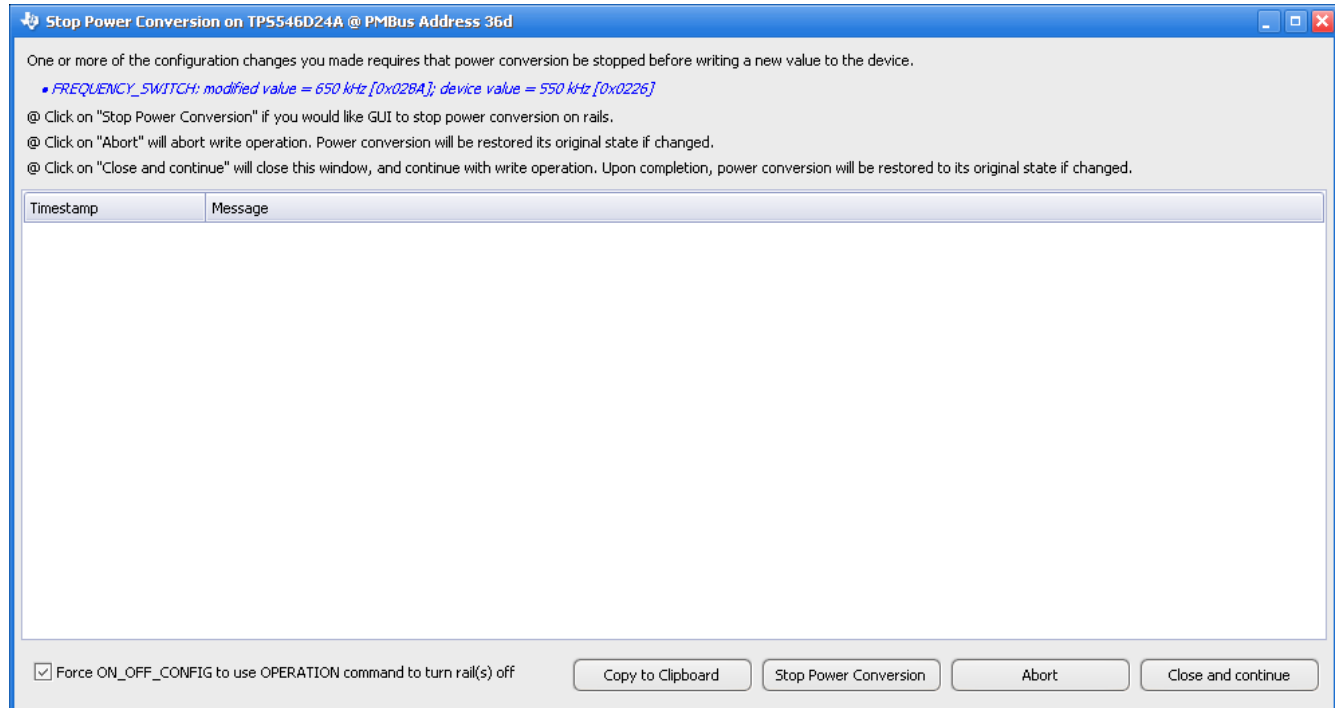 Stop Power Conversion on TPS546D24A @ PMBus Address 36d
One or more of the configuration changes you made requires that power conversion be stopped before writing a new value to the device.
• FREQUENCY_SWITCH: modified value = 650 kHz [0x028A]; device value = 550 kHz [0x0226]
@ Click on "Stop Power Conversion" if you would like GUI to stop power conversion on rails.
@ Click on "Abort" will abort write operation. Power conversion will be restored its original state if changed.
@ Click on "Close and continue" will close this window, and continue with write operation. Upon completion, power conversion will be restored to its original state if changed.
Timestamp Message
Force ON_OFF_CONFIG to use OPERATION command to turn rail(s) off Copy to Clipboard Stop Power Conversion Abort Close and continue